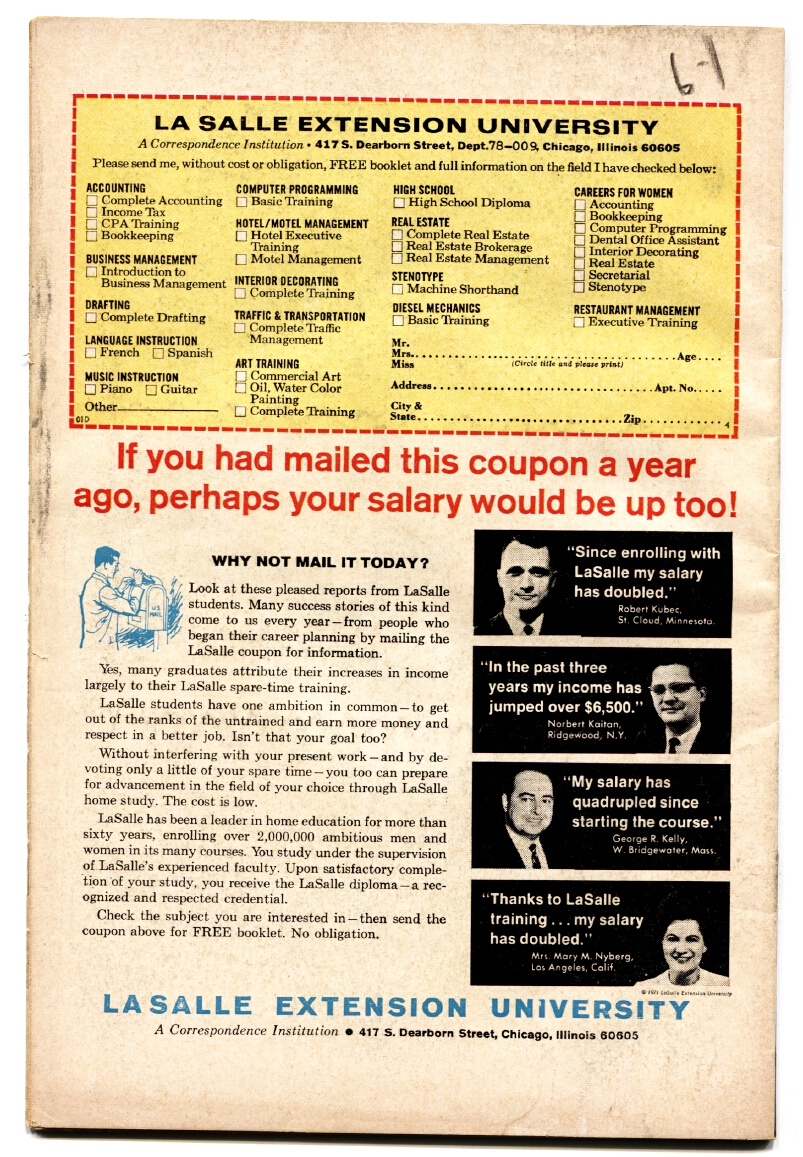 6-1
LA SALLE EXTENSION UNIVERSITY
A Correspondence Institution • 417 S. Dearborn Street, Dept. 78-009, Chicago, Illinois 60605
Please send me, without cost or obligation, FREE booklet and full information on the field I have checked below:
ACCOUNTING
Complete Accounting
Income Tax
CPA Training
Bookkeeping
BUSINESS MANAGEMENT
Introduction to
Business Management
DRAFTING
Complete Drafting
LANGUAGE INSTRUCTION
French Spanish
MUSIC INSTRUCTION
Piano Guitar
Other
01D
COMPUTER PROGRAMMING
Basic Training
HOTEL/MOTEL MANAGEMENT
Hotel Executive
Training
Motel Management
INTERIOR DECORATING
Complete Training
TRAFFIC & TRANSPORTATION
Complete Traffic
Management
ART TRAINING
Commercial Art
Oil, Water Color
Painting
Complete Training
HIGH SCHOOL
High School Diploma
REAL ESTATE
Complete Real Estate
Real Estate Brokerage
Real Estate Management
STENOTYPE
Machine Shorthand
DIESEL MECHANICS
Basic Training
CAREERS FOR WOMEN
Accounting
Bookkeeping
Computer Programming
Dental Office Assistant
Interior Decorating
Real Estate
Secretarial
Stenotype
RESTAURANT MANAGEMENT
Executive Training
Mr.
Mrs. Age
Miss (Circle title and please print)
Address Apt. No.
City &
State Zip
4
If you had mailed this coupon a year
ago, perhaps your salary would be up too!
WHY NOT MAIL IT TODAY?
U.S.
MAIL
Look at these pleased reports from LaSalle
students. Many success stories of this kind
come to us every year—from people who
began their career planning by mailing the
LaSalle coupon for information.
Yes, many graduates attribute their increases in income
largely to their LaSalle spare-time training.
LaSalle students have one ambition in common—to get
out of the ranks of the untrained and earn more money and
respect in a better job. Isn't that your goal too?
Without interfering with your present work—and by de-
voting only a little of your spare time—you too can prepare
for advancement in the field of your choice through LaSalle
home study. The cost is low.
LaSalle has been a leader in home education for more than
sixty years, enrolling over 2,000,000 ambitious men and
women in its many courses. You study under the supervision
of LaSalle's experienced faculty. Upon satisfactory comple-
tion of your study, you receive the LaSalle diploma—a rec-
ognized and respected credential.
Check the subject you are interested in—then send the
coupon above for FREE booklet. No obligation.
"Since enrolling with
LaSalle my salary
has doubled."
Robert Kubec,
St. Cloud, Minnesota.
"In the past three
years my income has
jumped over $6,500."
Norbert Kaitan,
Ridgewood, N.Y.
"My salary has
quadrupled since
starting the course."
George R. Kelly,
W. Bridgewater, Mass.
"Thanks to LaSalle
training ... my salary
has doubled."
Mrs. Mary M. Nyberg,
Los Angeles, Calif.
© 1971 LaSalle Extension University
LASALLE EXTENSION UNIVERSITY
A Correspondence Institution • 417 S. Dearborn Street, Chicago, Illinois 60605